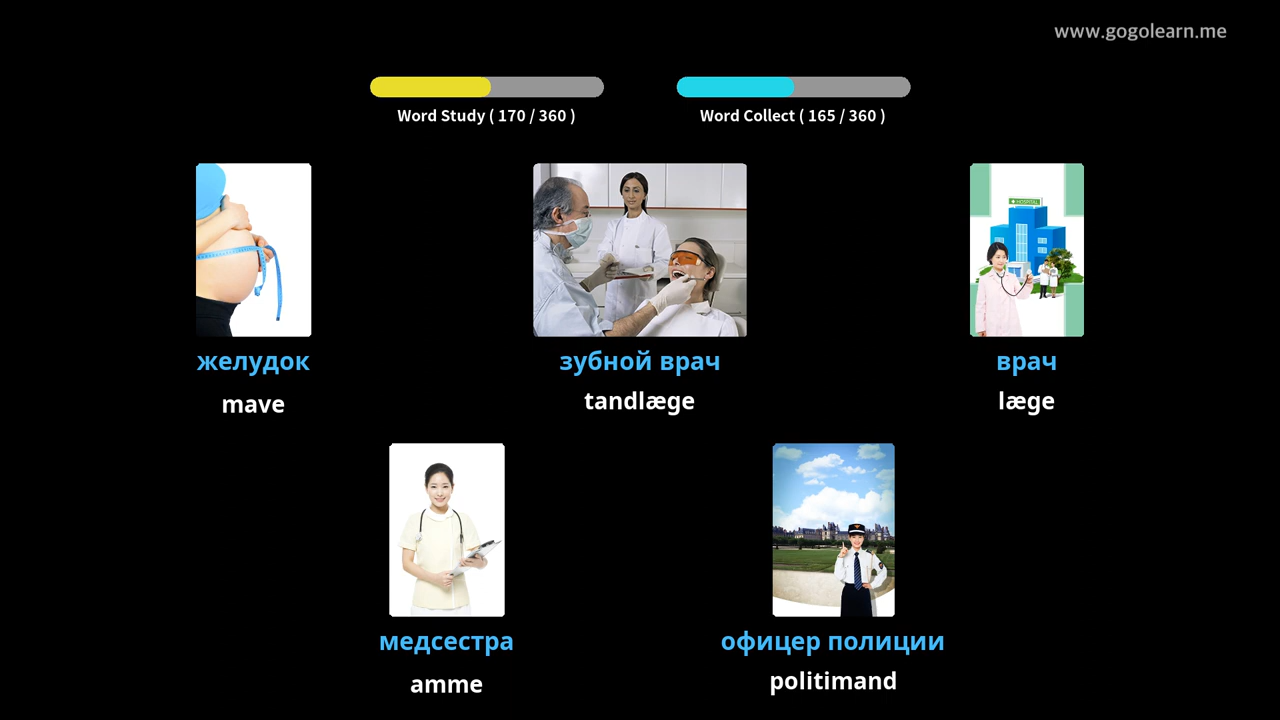 www.gogolearn.me
Word Study ( 170 / 360 )
Word Collect ( 165 / 360 )
HOSPITAL
желудок
зубной врач
врач
mave
tandlæge
læge
медсестра
офицер полиции
amme
politimand